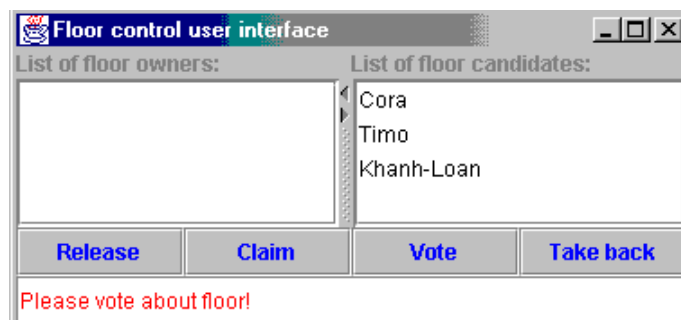 Floor control user interface
List of floor owners: List of floor candidates:
Cora
Timo
Khanh-Loan
Release Claim Vote Take back
Please vote about floor!